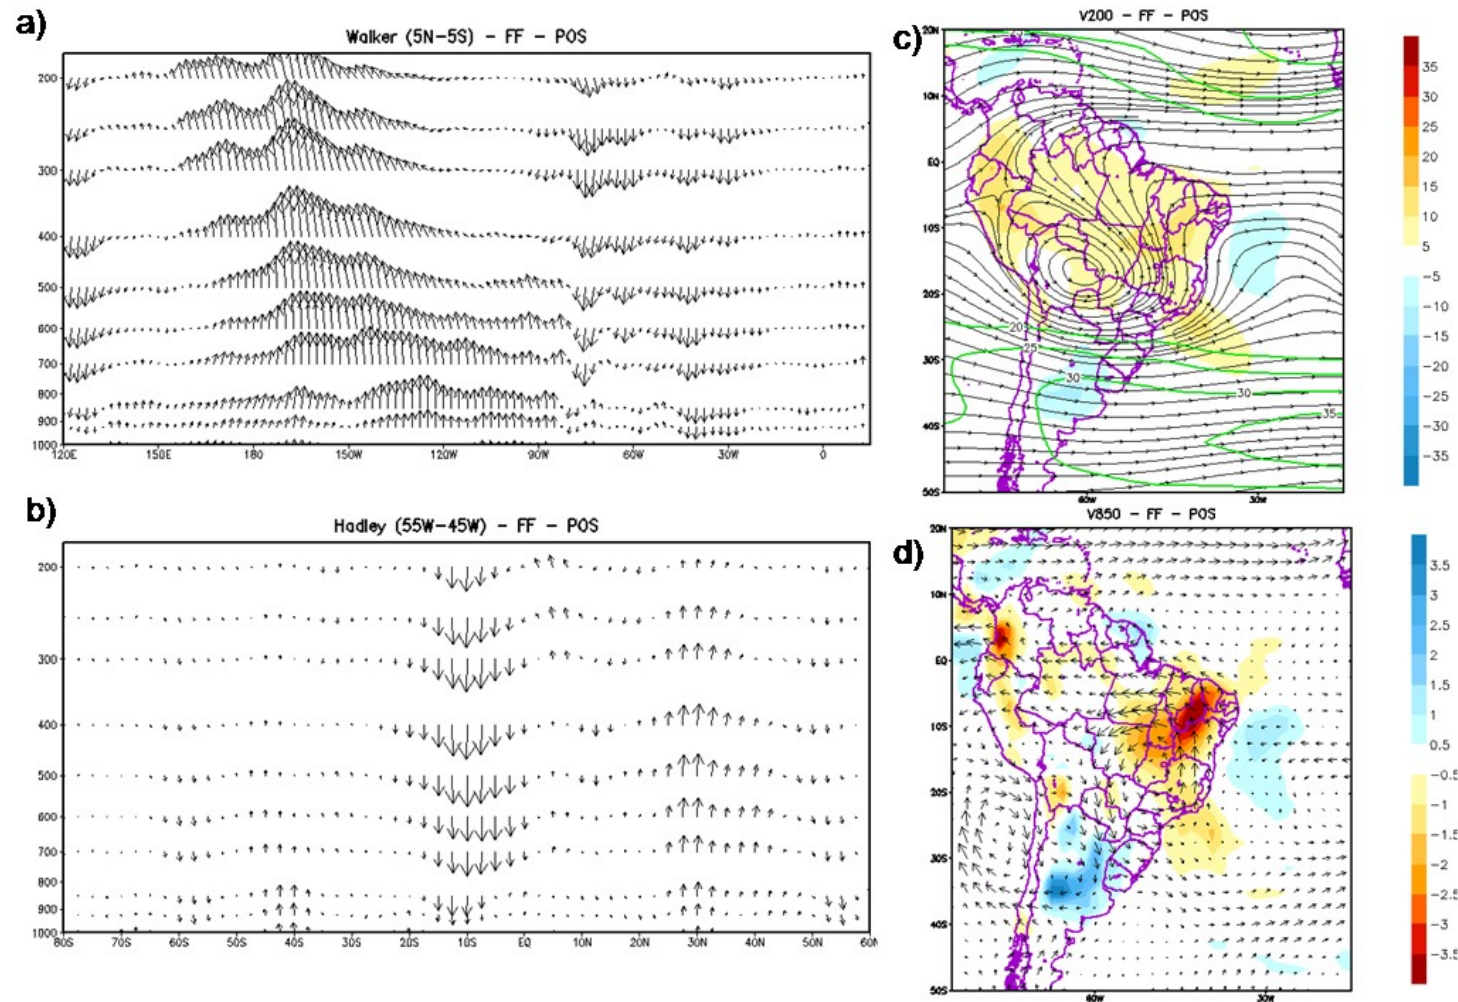 a)
Walker (5N-5S) - FF - POS
200
300
400
500
600
700
800
900
1000
120E 150E 180 150W 120W 90W 60W 30W 0
b)
Hadley (55W-45W) - FF - POS
200
300
400
500
600
700
800
900
1000
80S 70S 60S 50S 40S 30S 20S 10S EQ 10N 20N 30N 40N 50N 60N
c)
V200 - FF - POS
20N
10N
EQ
10S
20S
30S
40S
50S
60W 30W
20
25
30
30
35
35
30
25
20
15
10
5
-5
-10
-15
-20
-25
-30
-35
d)
V850 - FF - POS
20N
10N
EQ
10S
20S
30S
40S
50S
60W 30W
3.5
3
2.5
2
1.5
1
0.5
-0.5
-1
-1.5
-2
-2.5
-3
-3.5